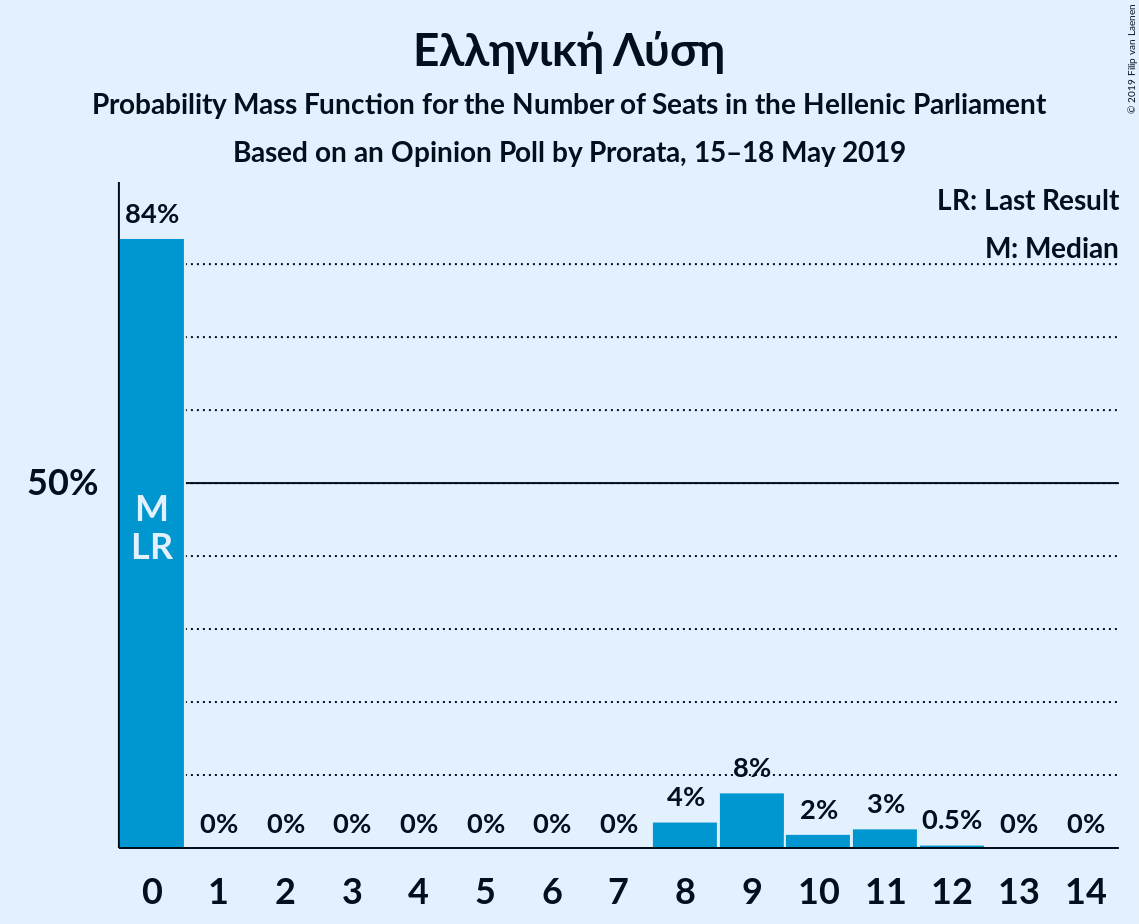 Ελληνική Λύση
Probability Mass Function for the Number of Seats in the Hellenic Parliament
Based on an Opinion Poll by Prorata, 15–18 May 2019
© 2019 Filip van Laenen
LR: Last Result
M: Median
84%
50%
M
LR
0% 0% 0% 0% 0% 0% 0% 4% 8% 2% 3% 0.5% 0% 0%
0 1 2 3 4 5 6 7 8 9 10 11 12 13 14